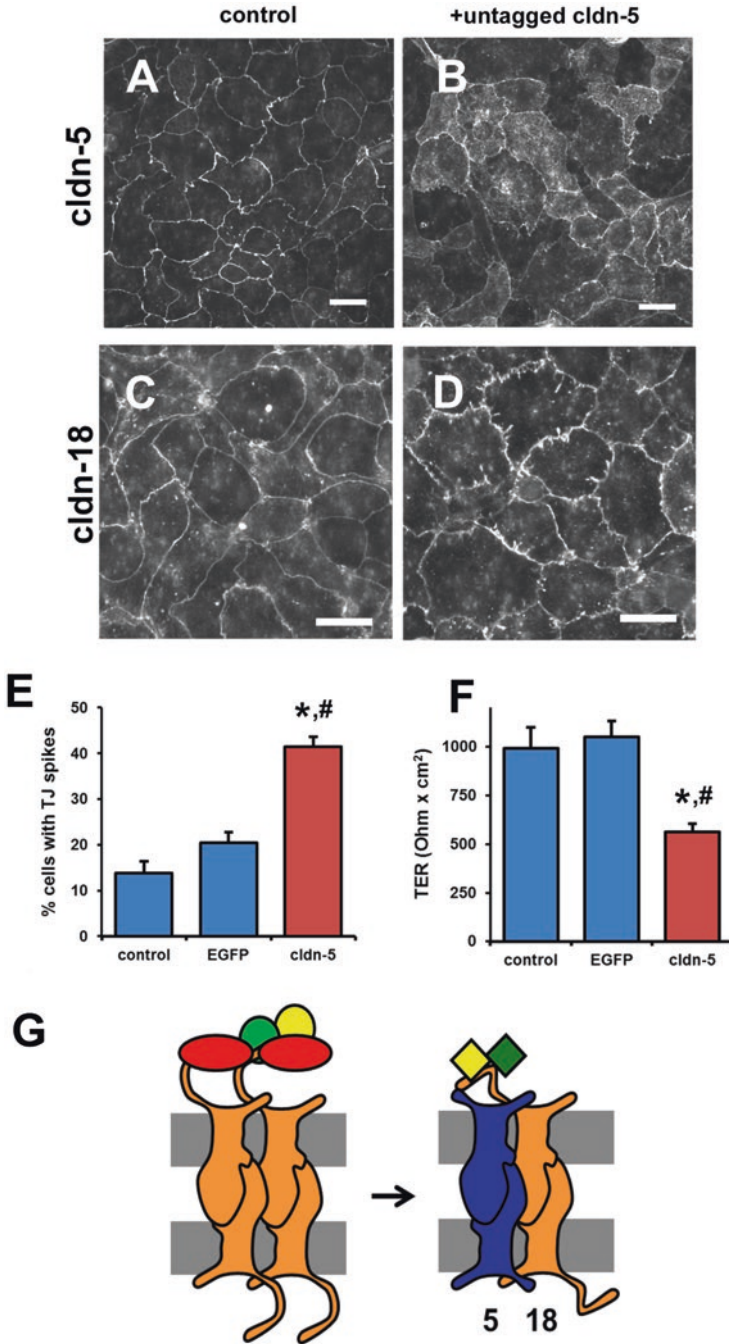 control
+untagged cldn-5
cldn-5
A
B
cldn-18
C
D
E
% cells with TJ spikes
50
40
30
20
10
0
*,#
control
EGFP
cldn-5
F
TER (Ohm x cm²)
1000
750
500
250
0
*,#
control
EGFP
cldn-5
G
5
18